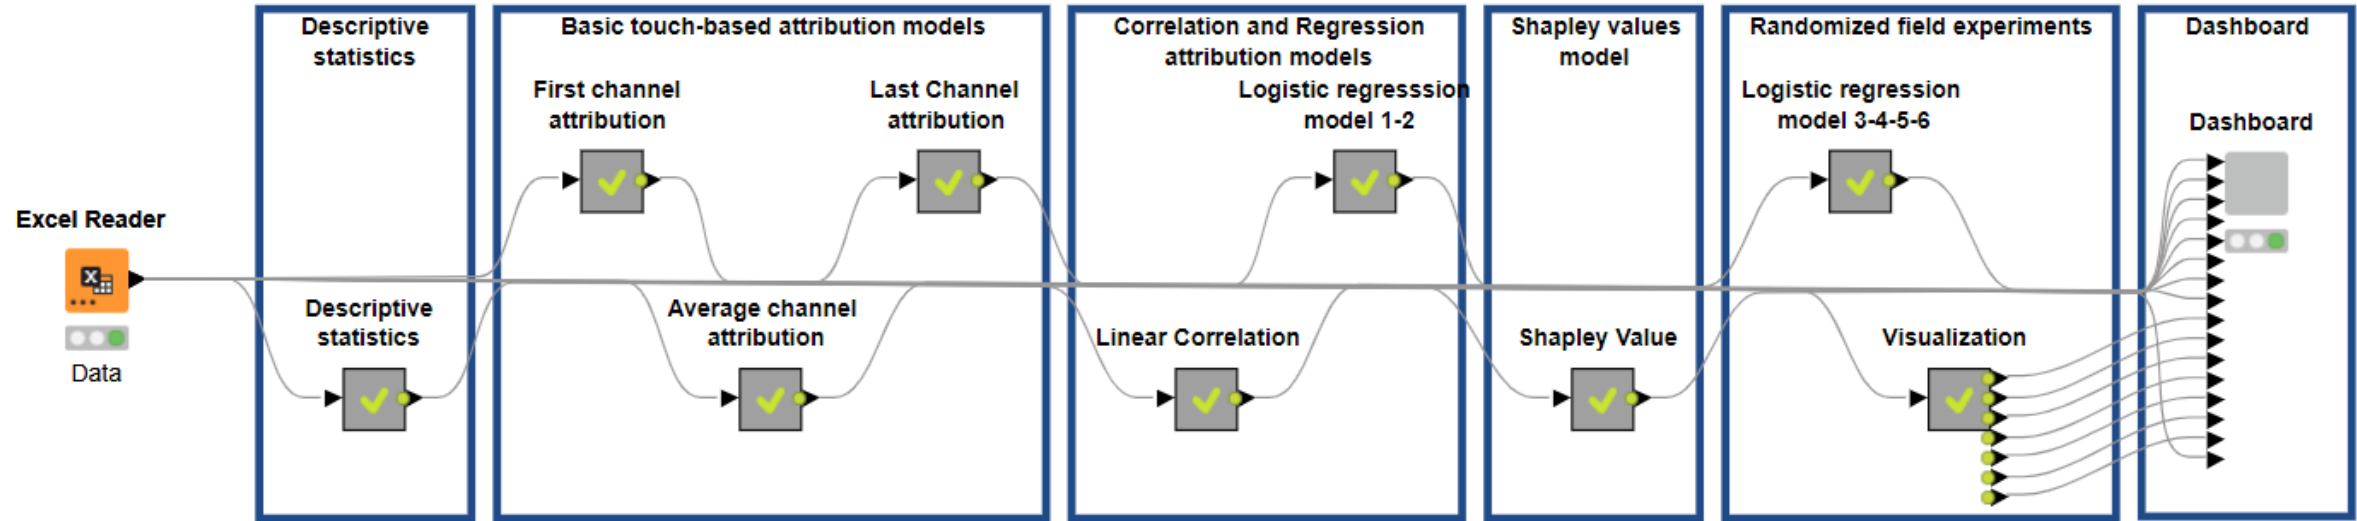 Descriptive
statistics
Basic touch-based attribution models
Correlation and Regression
attribution models
Shapley values
model
Randomized field experiments
Dashboard
First channel
attribution
Last Channel
attribution
Logistic regresssion
model 1-2
Logistic regression
model 3-4-5-6
Dashboard
Excel Reader
X
Data
Descriptive
statistics
Average channel
attribution
Linear Correlation
Shapley Value
Visualization